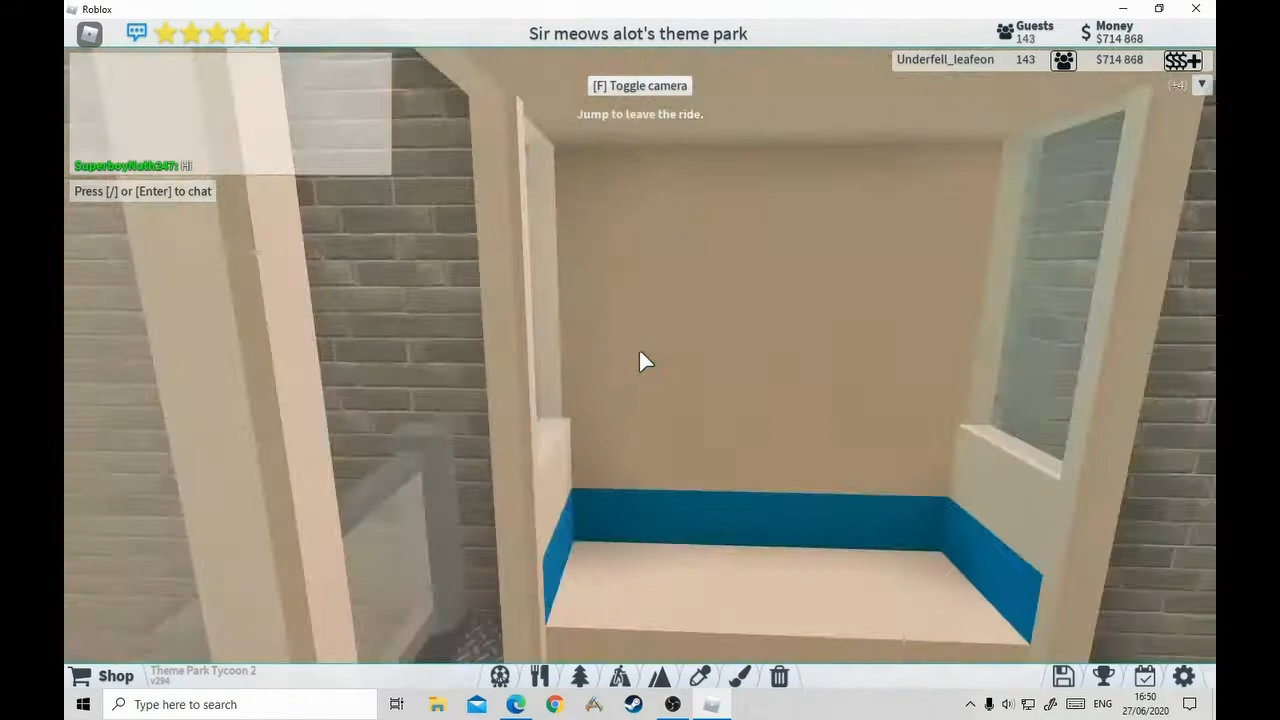 Roblox
Sir meows alot's theme park
Guests
143
Money
$714 868
Underfell_leafeon 143 $714 868
(+4)
[F] Toggle camera
Jump to leave the ride.
SuperboyNath247: Hi
Press [/] or [Enter] to chat
Shop
Theme Park Tycoon 2
v294
Type here to search
ENG
16:50
27/06/2020